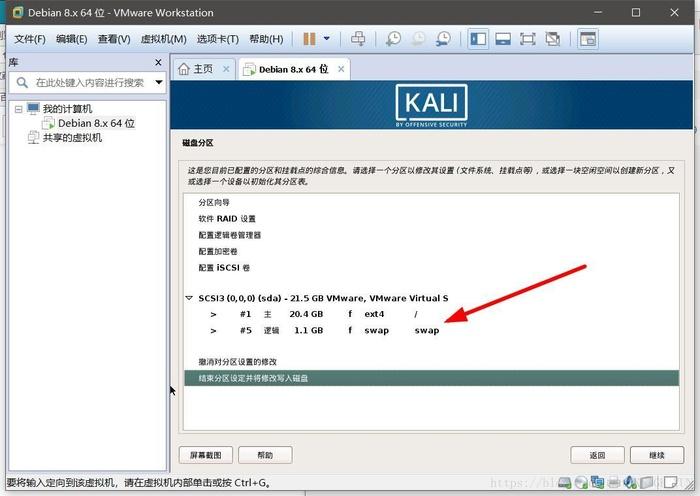 Debian 8.x 64 位 - VMware Workstation
文件(F) 编辑(E) 查看(V) 虚拟机(M) 选项卡(T) 帮助(H)
库
在此处键入内容进行搜索
我的计算机
Debian 8.x 64 位
共享的虚拟机
主页 Debian 8.x 64 位
KALI
BY OFFENSIVE SECURITY
磁盘分区
这是您目前已配置的分区和挂载点的综合信息。请选择一个分区以修改其设置 (文件系统、挂载点等) ，或选择一块空闲空间以创建新分区，又
或选择一个设备以初始化其分区表。
分区向导
软件 RAID 设置
配置逻辑卷管理器
配置加密卷
配置 iSCSI 卷
SCSI3 (0,0,0) (sda) - 21.5 GB VMware, VMware Virtual S
> #1 主 20.4 GB f ext4 /
> #5 逻辑 1.1 GB f swap swap
撤消对分区设置的修改
结束分区设定并将修改写入磁盘
屏幕截图 帮助 返回 继续
要将输入定向到该虚拟机，请在虚拟机内部单击或按 Ctrl+G。